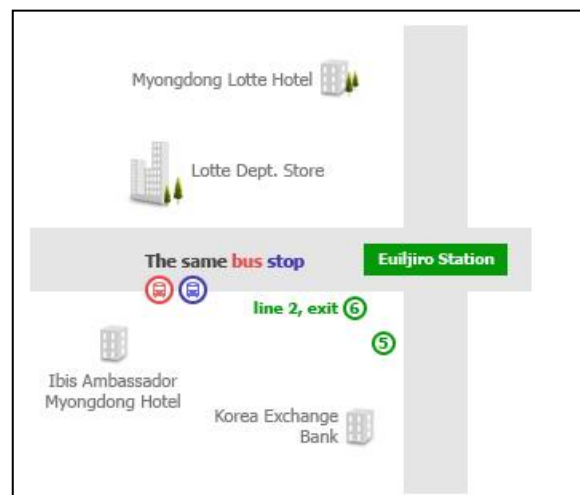 Myongdong Lotte Hotel
Lotte Dept. Store
The same bus stop
Euiljiro Station
line 2, exit 6
5
Ibis Ambassador
Myongdong Hotel
Korea Exchange
Bank